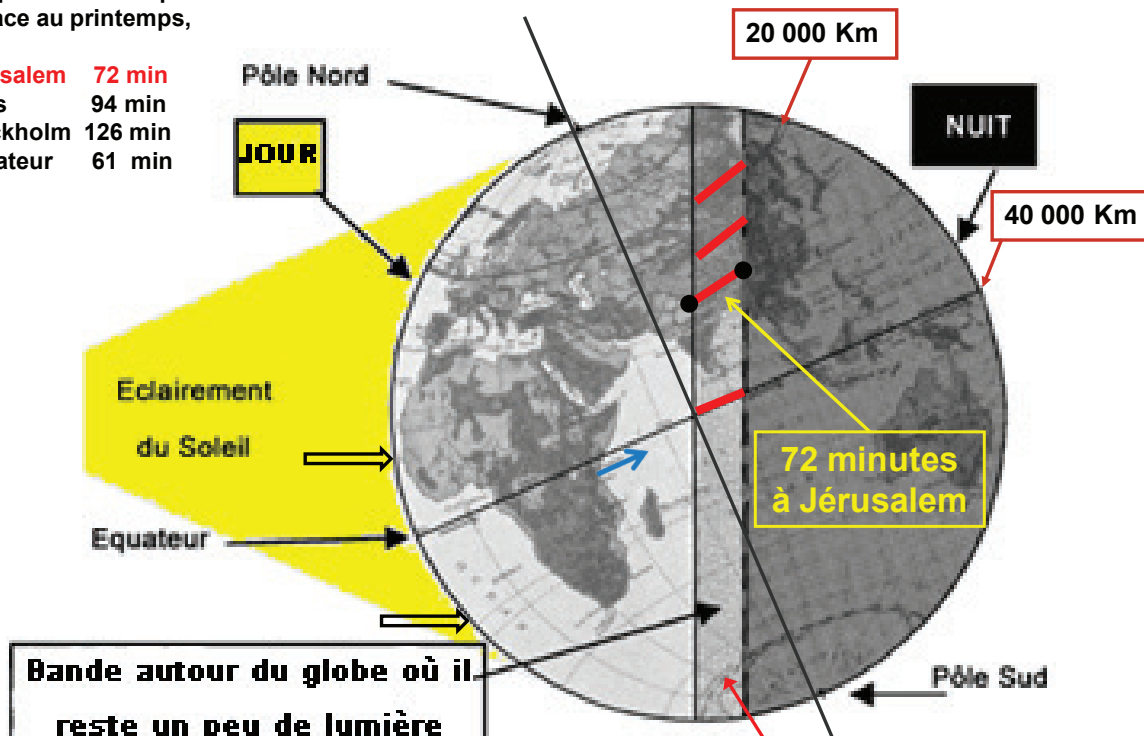 ace au printemps,
salem 72 min
s 94 min
ckholm 126 min
ateur 61 min
Pôle Nord
20 000 Km
JOUR
NUIT
40 000 Km
Eclairement
du Soleil
72 minutes
à Jérusalem
Equateur
Bande autour du globe où il
reste un peu de lumière
Pôle Sud